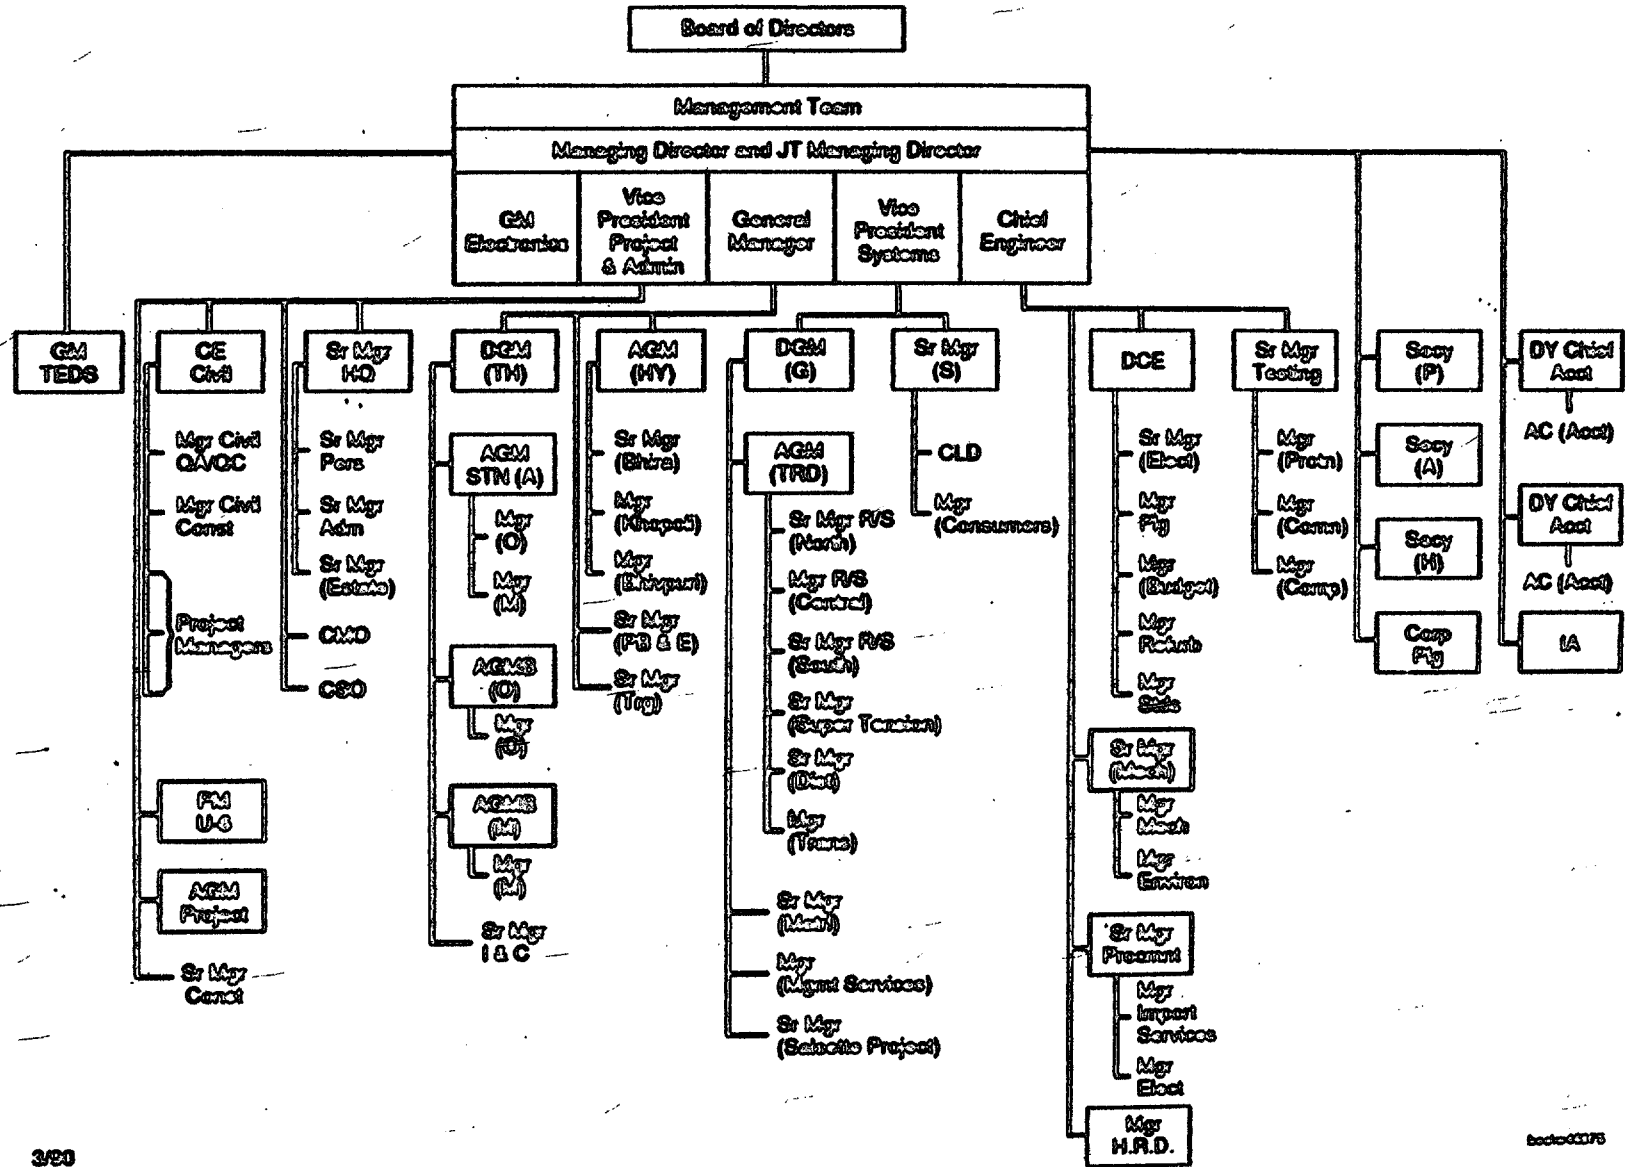 Board of Directors
Management Team
Managing Director and JT Managing Director
GM
Electronics
Vice
President
Project
& Admin
General
Manager
Vice
President
Systems
Chief
Engineer
GM
TEDS
CE
Civil
Mgr Civil
QA/QC
Mgr Civil
Const
Project
Managers
PM
U-6
AGM
Project
Sr Mgr
Const
Sr Mgr
HQ
Sr Mgr
Pers
Sr Mgr
Adm
Sr Mgr
(Estate)
CMO
CSO
DGM
(TH)
AGM
STN (A)
Mgr
(O)
Mgr
(M)
AGMB
(O)
Mgr
(O)
AGMB
(M)
Mgr
(M)
Sr Mgr
I & C
AGM
(HY)
Sr Mgr
(Bhira)
Mgr
(Khopoli)
Mgr
(Bhivpuri)
Sr Mgr
(PR & E)
Sr Mgr
(Trg)
DGM
(G)
AGM
(TRD)
Sr Mgr R/S
(North)
Mgr R/S
(Central)
Sr Mgr R/S
(South)
Sr Mgr
(Super Tension)
Sr Mgr
(Dist)
Mgr
(Trans)
Sr Mgr
(Matri)
Mgr
(Mgmt Services)
Sr Mgr
(Salsette Project)
Sr Mgr
(S)
CLD
Mgr
(Consumers)
DCE
Sr Mgr
(Elect)
Mgr
Plg
Mgr
(Budget)
Mgr
Refurb
Mgr
Stds
Sr Mgr
(Mech)
Mgr
Mech
Mgr
Environ
Sr Mgr
Procmnt
Mgr
Import
Services
Mgr
Elect
Mgr
H.R.D.
Sr Mgr
Testing
Mgr
(Protn)
Mgr
(Comn)
Mgr
(Comp)
Secy
(P)
Secy
(A)
Secy
(H)
Corp
Plg
DY Chief
Acct
AC (Acct)
DY Chief
Acct
AC (Acct)
IA
3/90